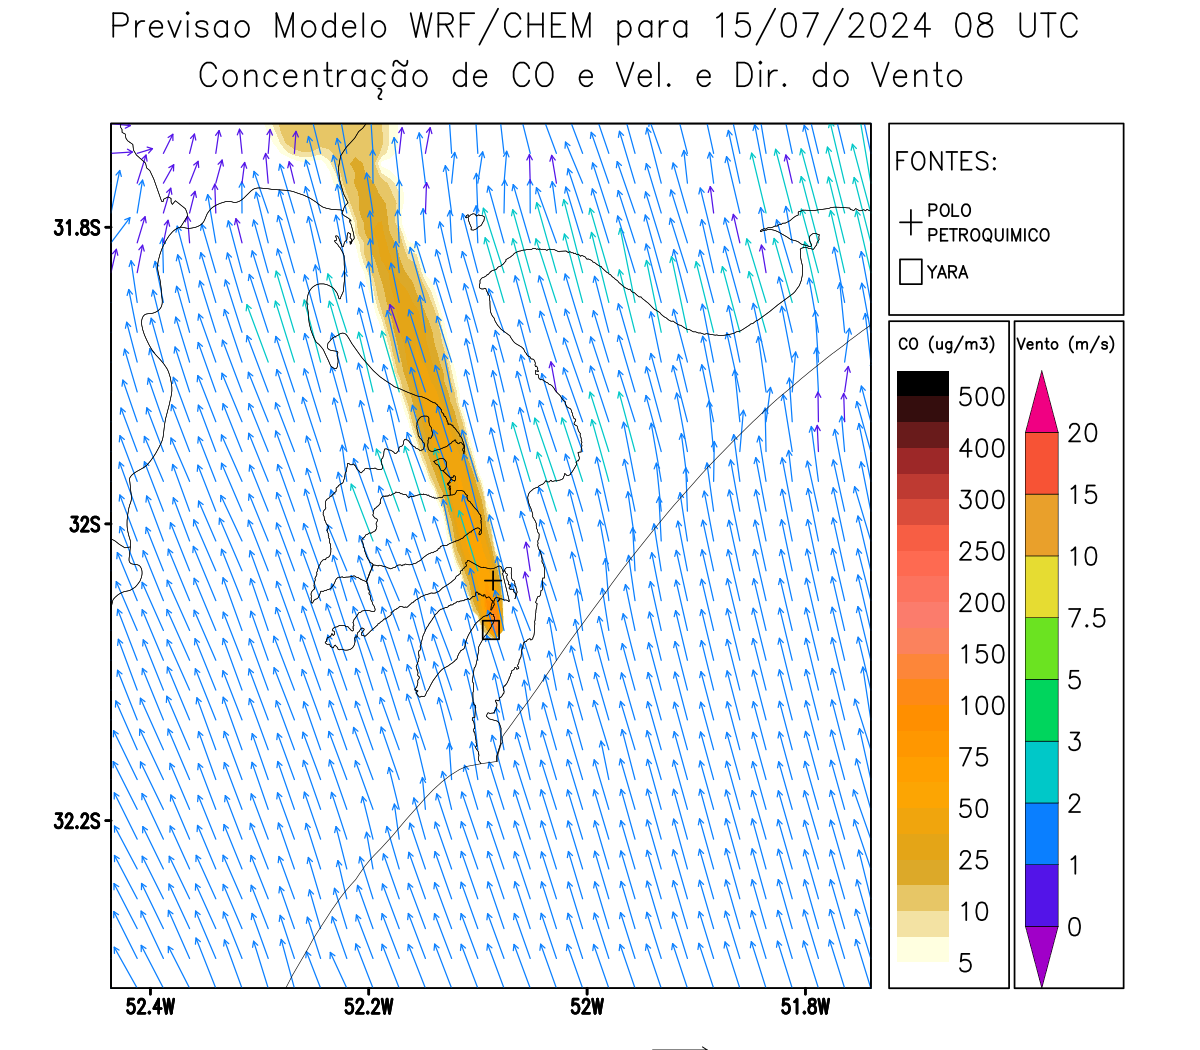 Previsao Modelo WRF/CHEM para 15/07/2024 08 UTC
Concentração de CO e Vel. e Dir. do Vento
FONTES:
POLO
PETROQUIMICO
YARA
CO (ug/m3)
500
400
300
250
200
150
100
75
50
25
10
5
Vento (m/s)
20
15
10
7.5
5
3
2
1
0
31.8S
32S
32.2S
52.4W
52.2W
52W
51.8W